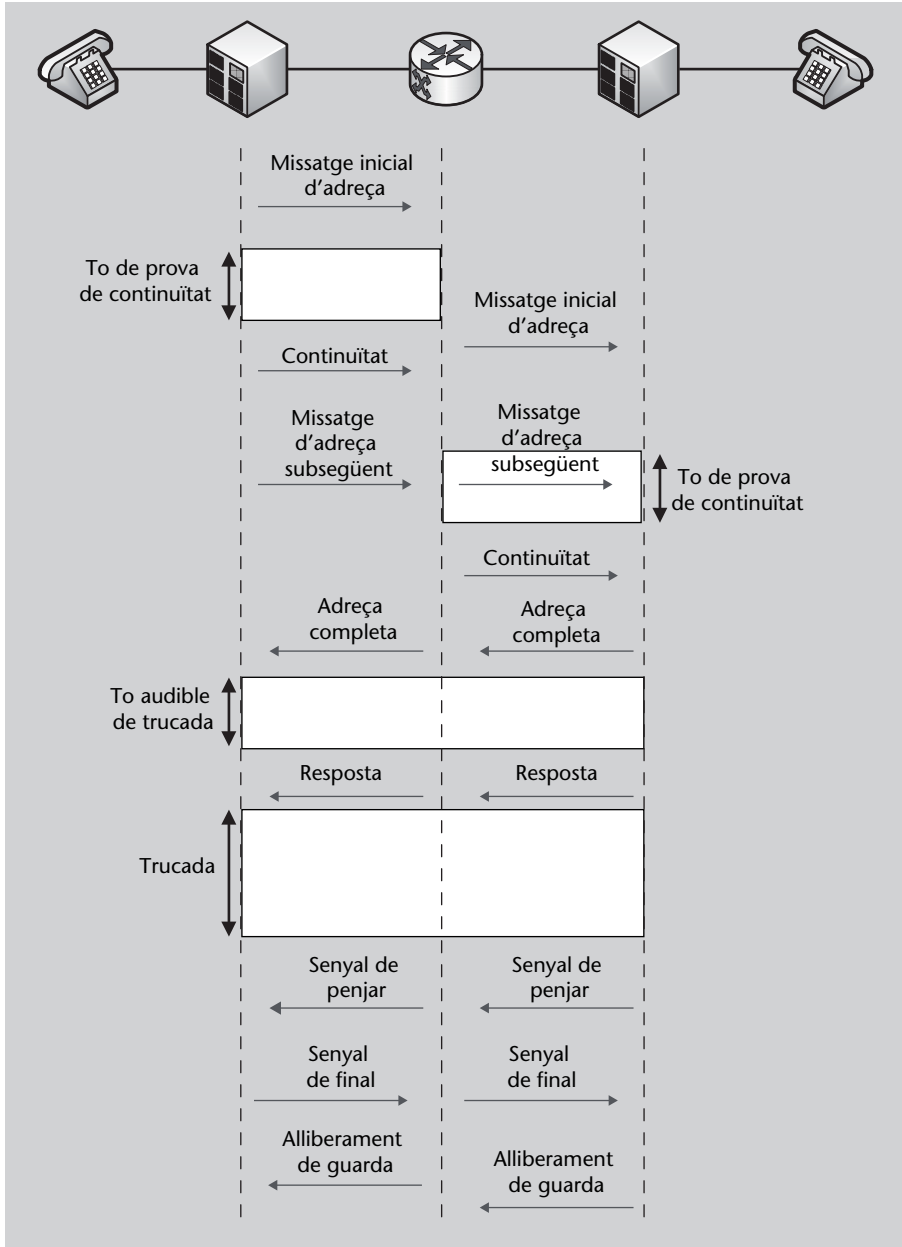 Missatge inicial
d’adreça
To de prova
de continuïtat
Missatge inicial
d’adreça
Continuïtat
Missatge
d’adreça
subsegüent
Missatge
d’adreça
subsegüent
To de prova
de continuïtat
Continuïtat
Adreça
completa
Adreça
completa
To audible
de trucada
Resposta
Resposta
Trucada
Senyal de
penjar
Senyal de
penjar
Senyal
de final
Senyal
de final
Alliberament
de guarda
Alliberament
de guarda